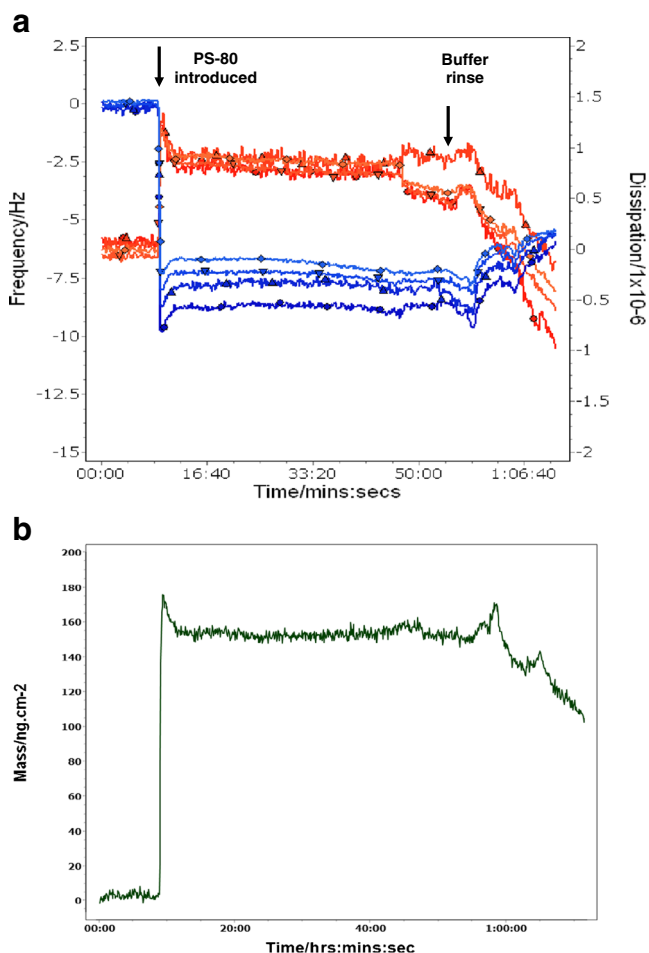 a
PS-80
introduced
Buffer
rinse
2.5
0
-2.5
-5
-7.5
-10
-12.5
-15
Frequency/Hz
2
1.5
1
0.5
0
-0.5
-1
-1.5
-2
Dissipation/1x10-6
00:00 16:40 33:20 50:00 1:06:40
Time/mins:secs
b
200
180
160
140
120
100
80
60
40
20
0
Mass/ng.cm-2
00:00 20:00 40:00 1:00:00
Time/hrs:mins:sec